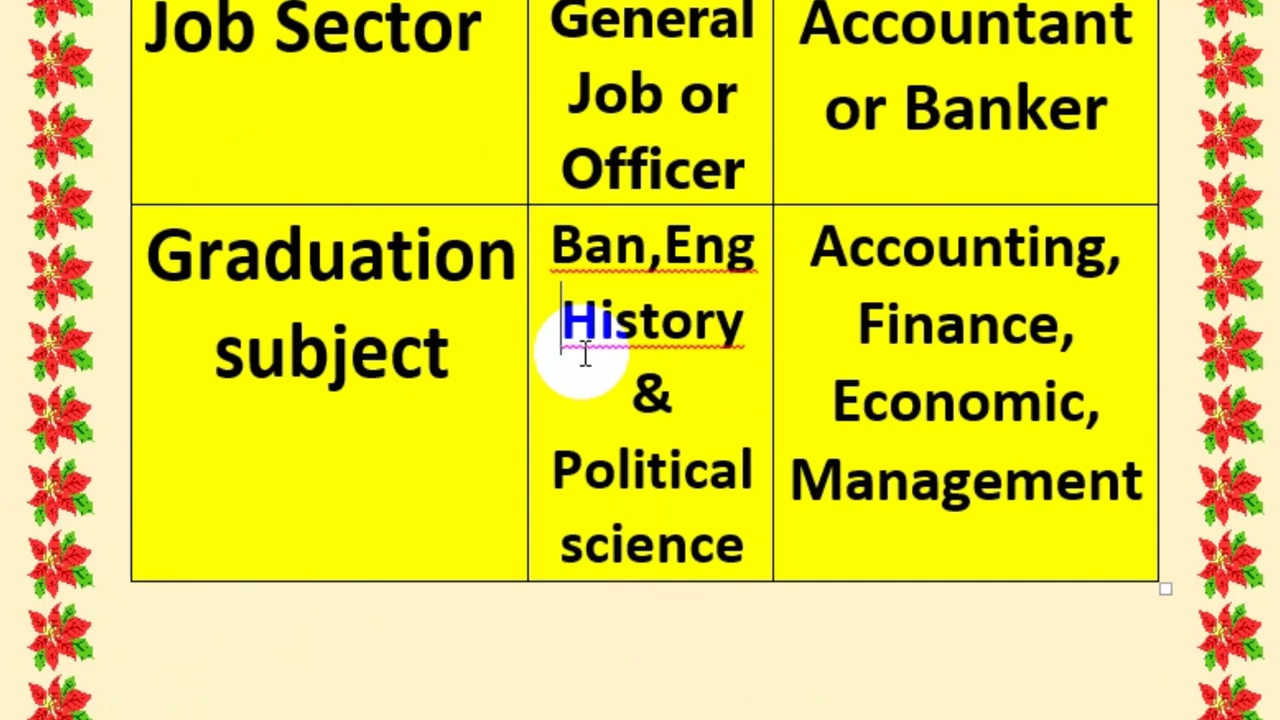 Job Sector
General
Job or
Officer
Accountant
or Banker
Graduation
subject
Ban,Eng
History
&
Political
science
Accounting,
Finance,
Economic,
Management